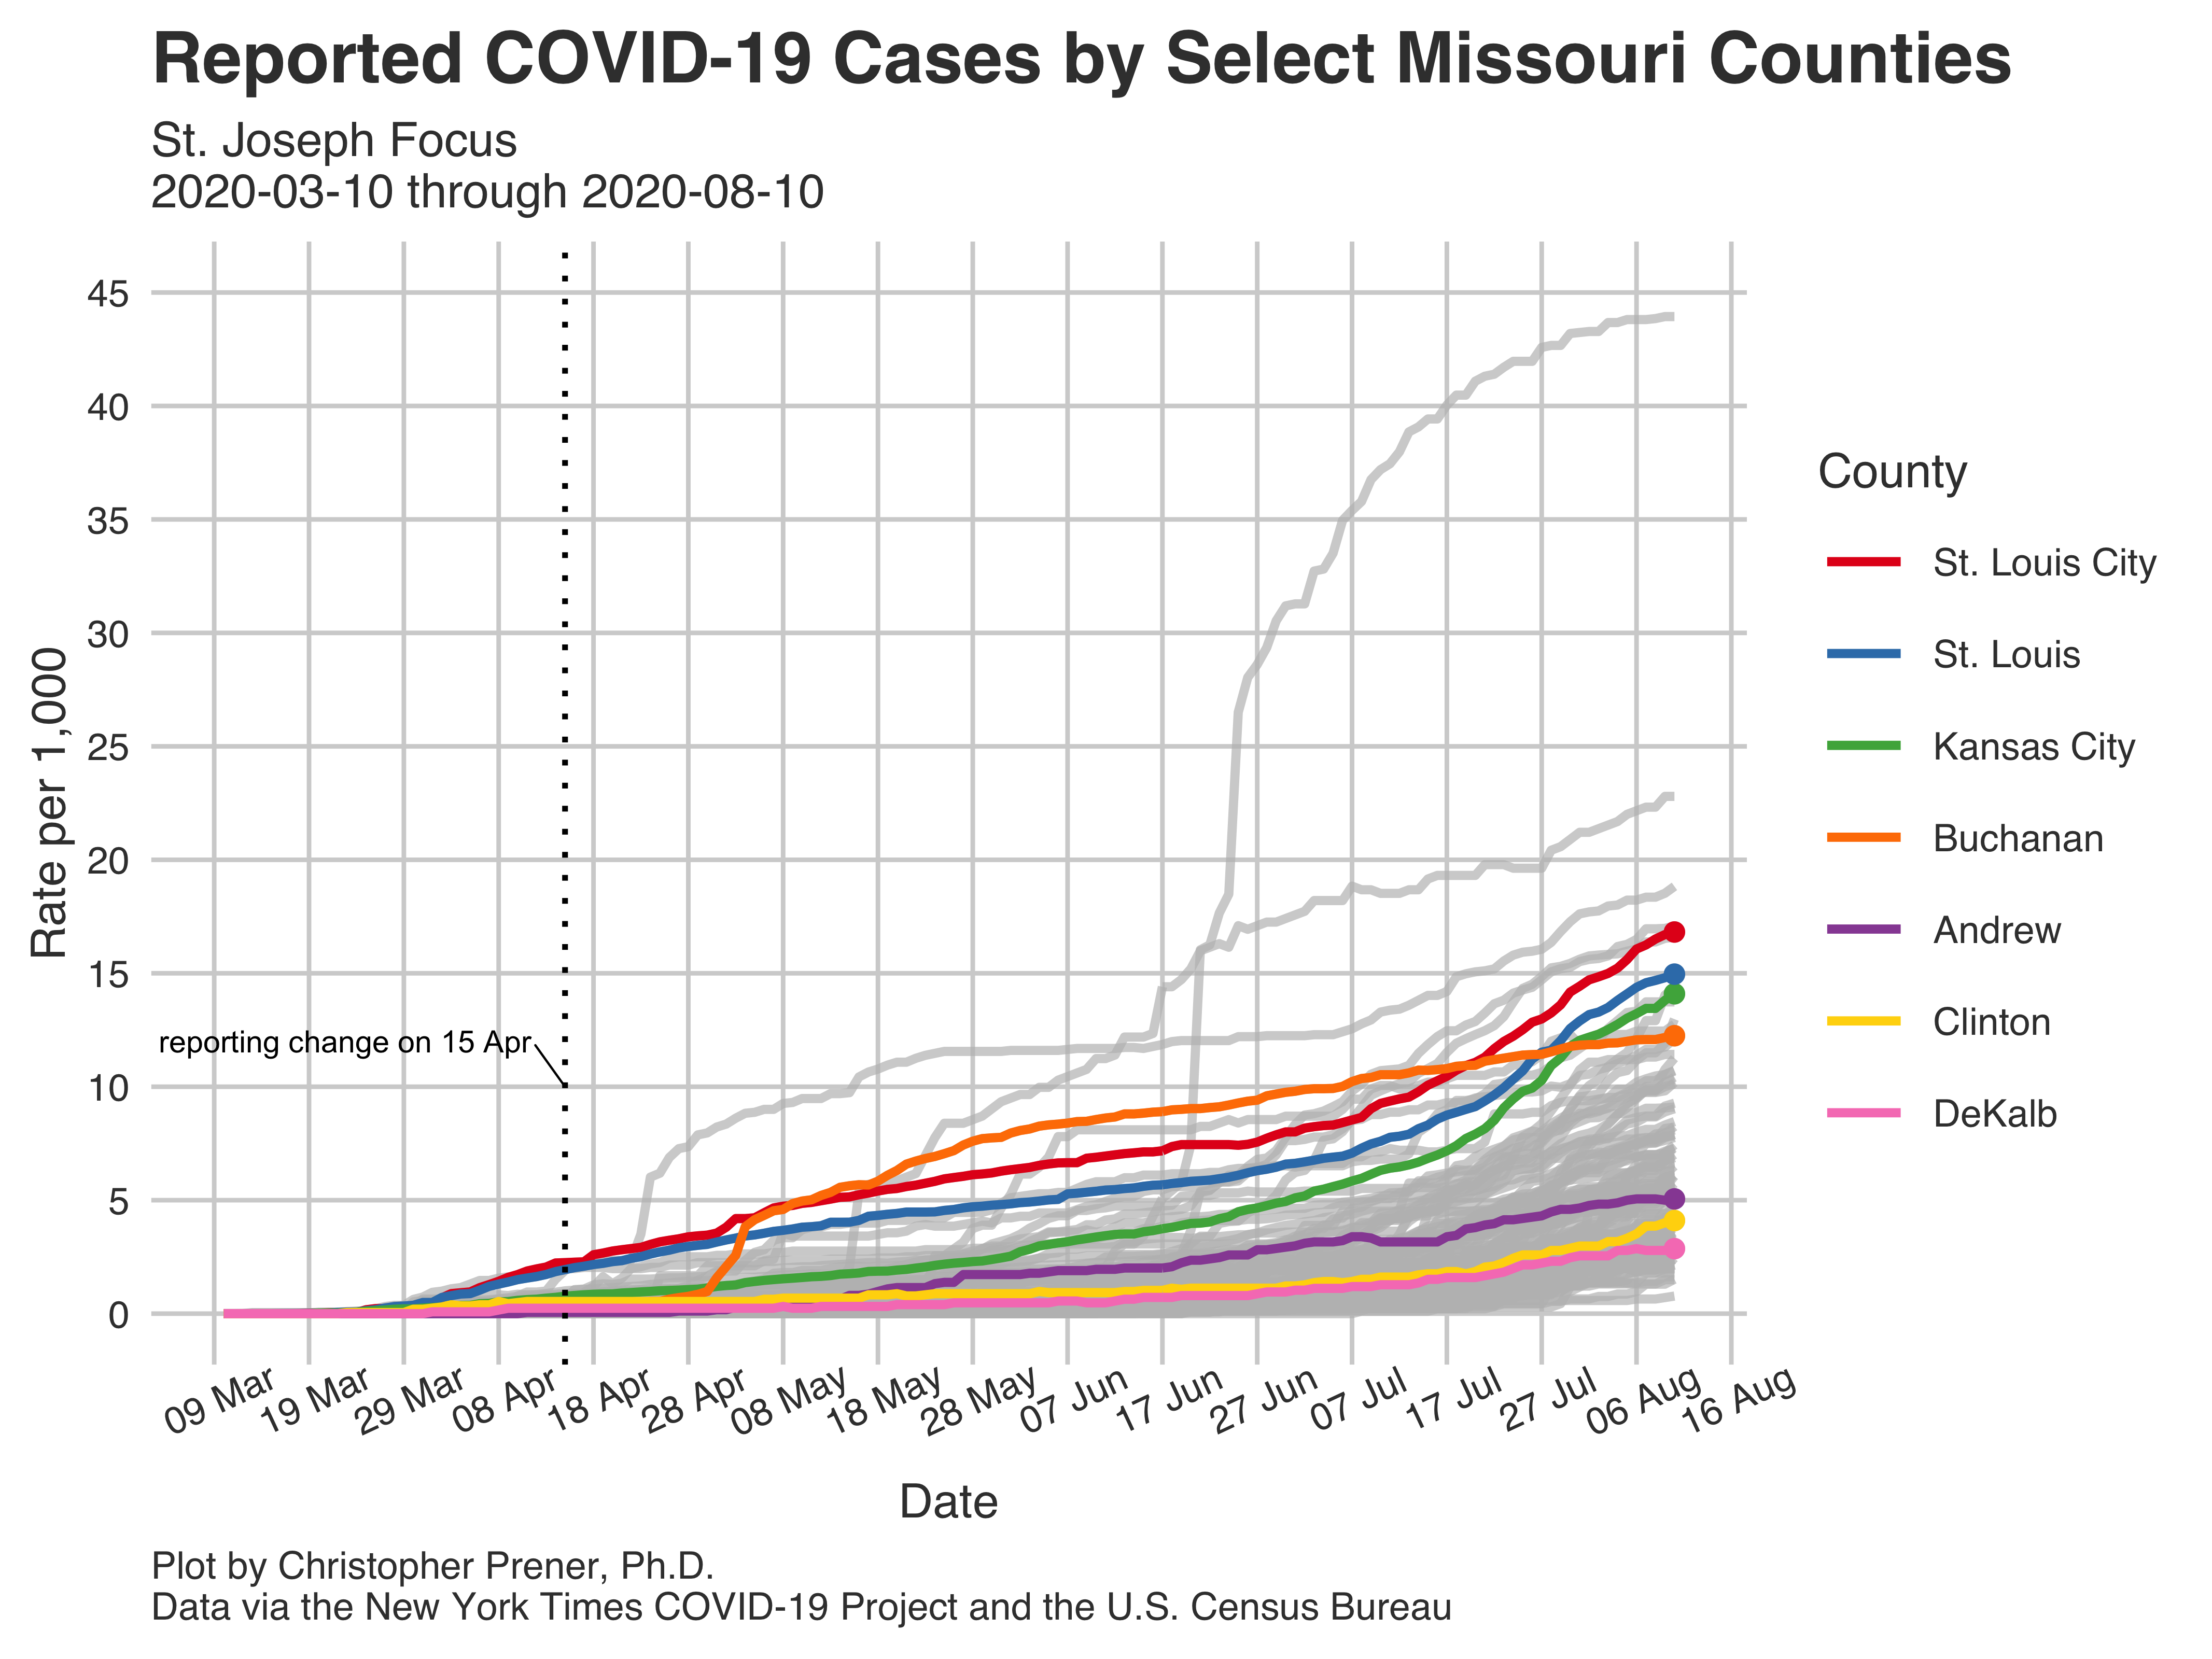 Reported COVID-19 Cases by Select Missouri Counties
St. Joseph Focus
2020-03-10 through 2020-08-10
Rate per 1,000
45
40
35
30
25
20
15
10
5
0
reporting change on 15 Apr
09 Mar
19 Mar
29 Mar
08 Apr
18 Apr
28 Apr
08 May
18 May
28 May
07 Jun
17 Jun
27 Jun
07 Jul
17 Jul
27 Jul
06 Aug
16 Aug
Date
County
St. Louis City
St. Louis
Kansas City
Buchanan
Andrew
Clinton
DeKalb
Plot by Christopher Prener, Ph.D.
Data via the New York Times COVID-19 Project and the U.S. Census Bureau